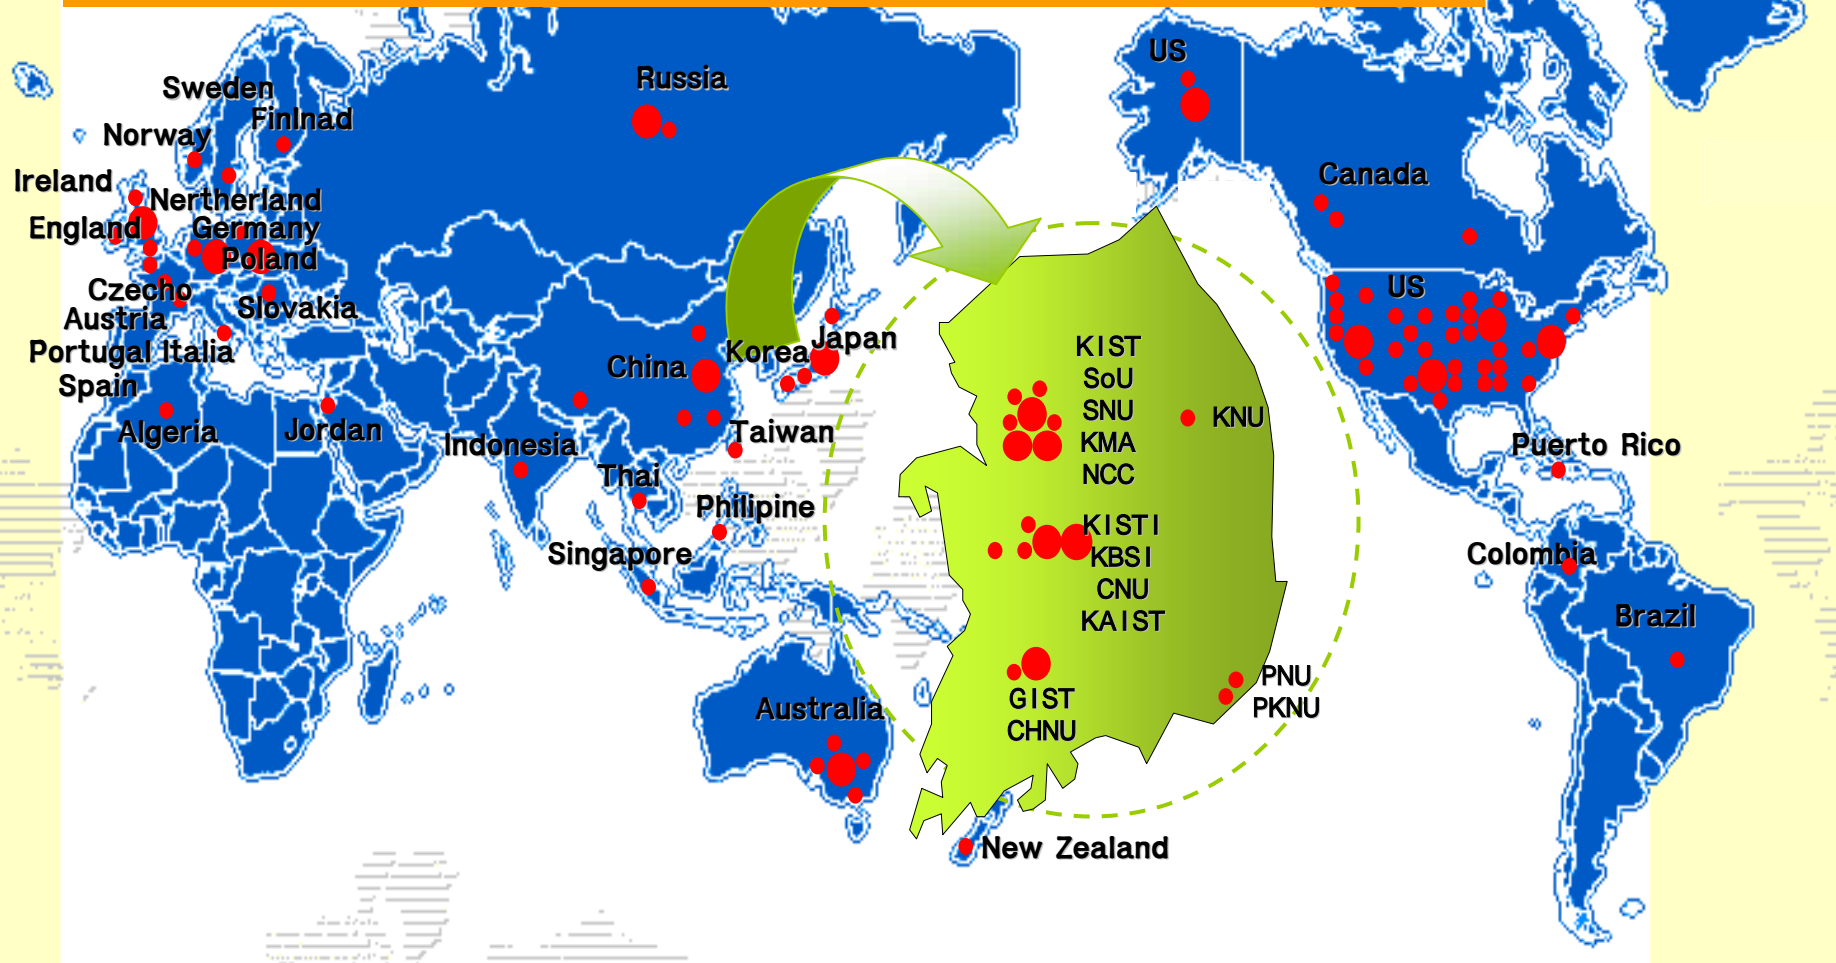 US
Russia
Sweden
Finlnad
Norway
Canada
Ireland
Nertherland
England
Germany
Poland
Czecho
US
Slovakia
Austria
Japan
Portugal Italia
Korea
China
Spain
Algeria
Jordan
Indonesia
Taiwan
Thai
Philipine
Singapore
KIST
SoU
SNU
KMA
NCC
KNU
Puerto Rico
KISTI
KBSI
CNU
KAIST
Colombia
Brazil
PNU
PKNU
GIST
CHNU
Australia
New Zealand